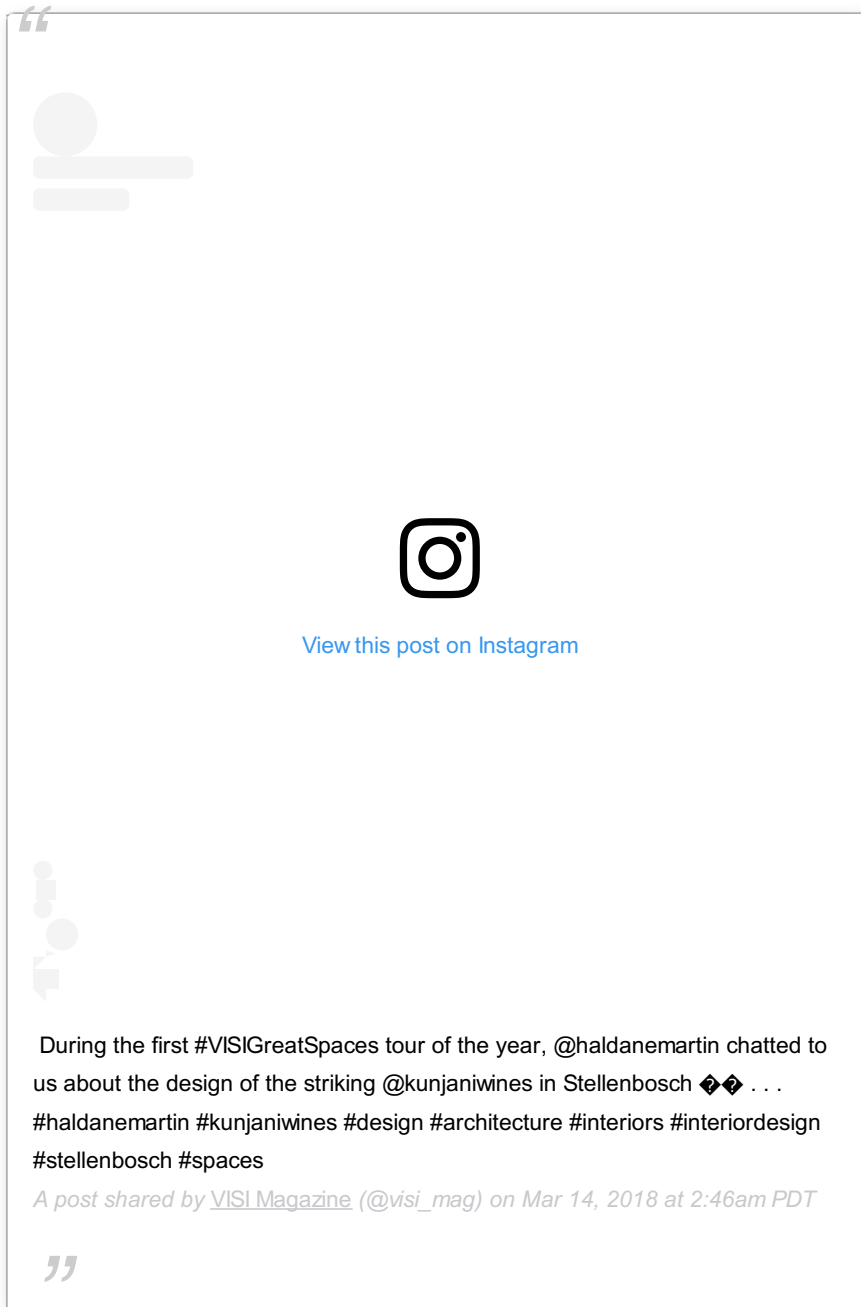 “
View this post on Instagram
During the first #VISIGreatSpaces tour of the year, @haldanemartin chatted to
us about the design of the striking @kunjaniwines in Stellenbosch �� . . .
#haldanemartin #kunjaniwines #design #architecture #interiors #interiordesign
#stellenbosch #spaces
A post shared by VISI Magazine (@visi_mag) on Mar 14, 2018 at 2:46am PDT
”